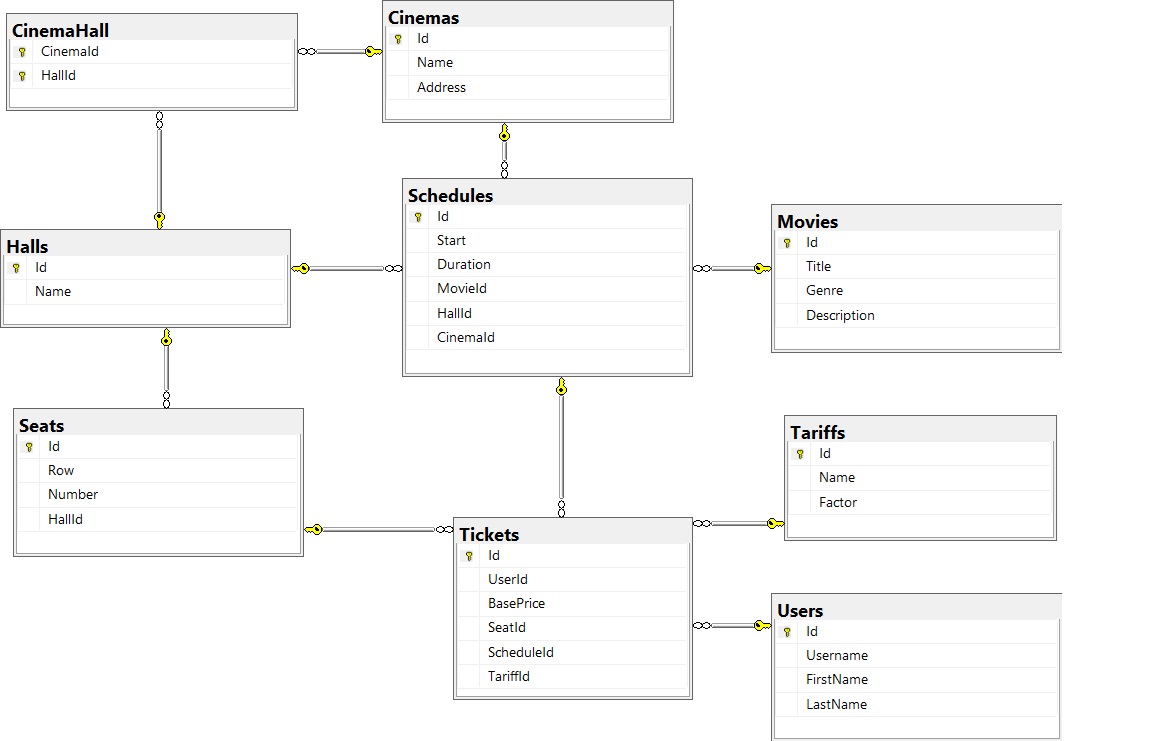 CinemaHall
CinemaId
HallId
Cinemas
Id
Name
Address
Schedules
Id
Start
Duration
MovieId
HallId
CinemaId
Movies
Id
Title
Genre
Description
Halls
Id
Name
Seats
Id
Row
Number
HallId
Tariffs
Id
Name
Factor
Tickets
Id
UserId
BasePrice
SeatId
ScheduleId
TariffId
Users
Id
Username
FirstName
LastName